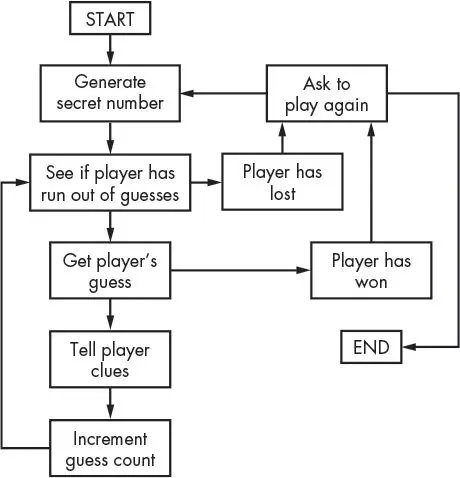 START
Generate
secret number
Ask to
play again
See if player has
run out of guesses
Player has
lost
Get player's
guess
Player has
won
Tell player
clues
END
Increment
guess count